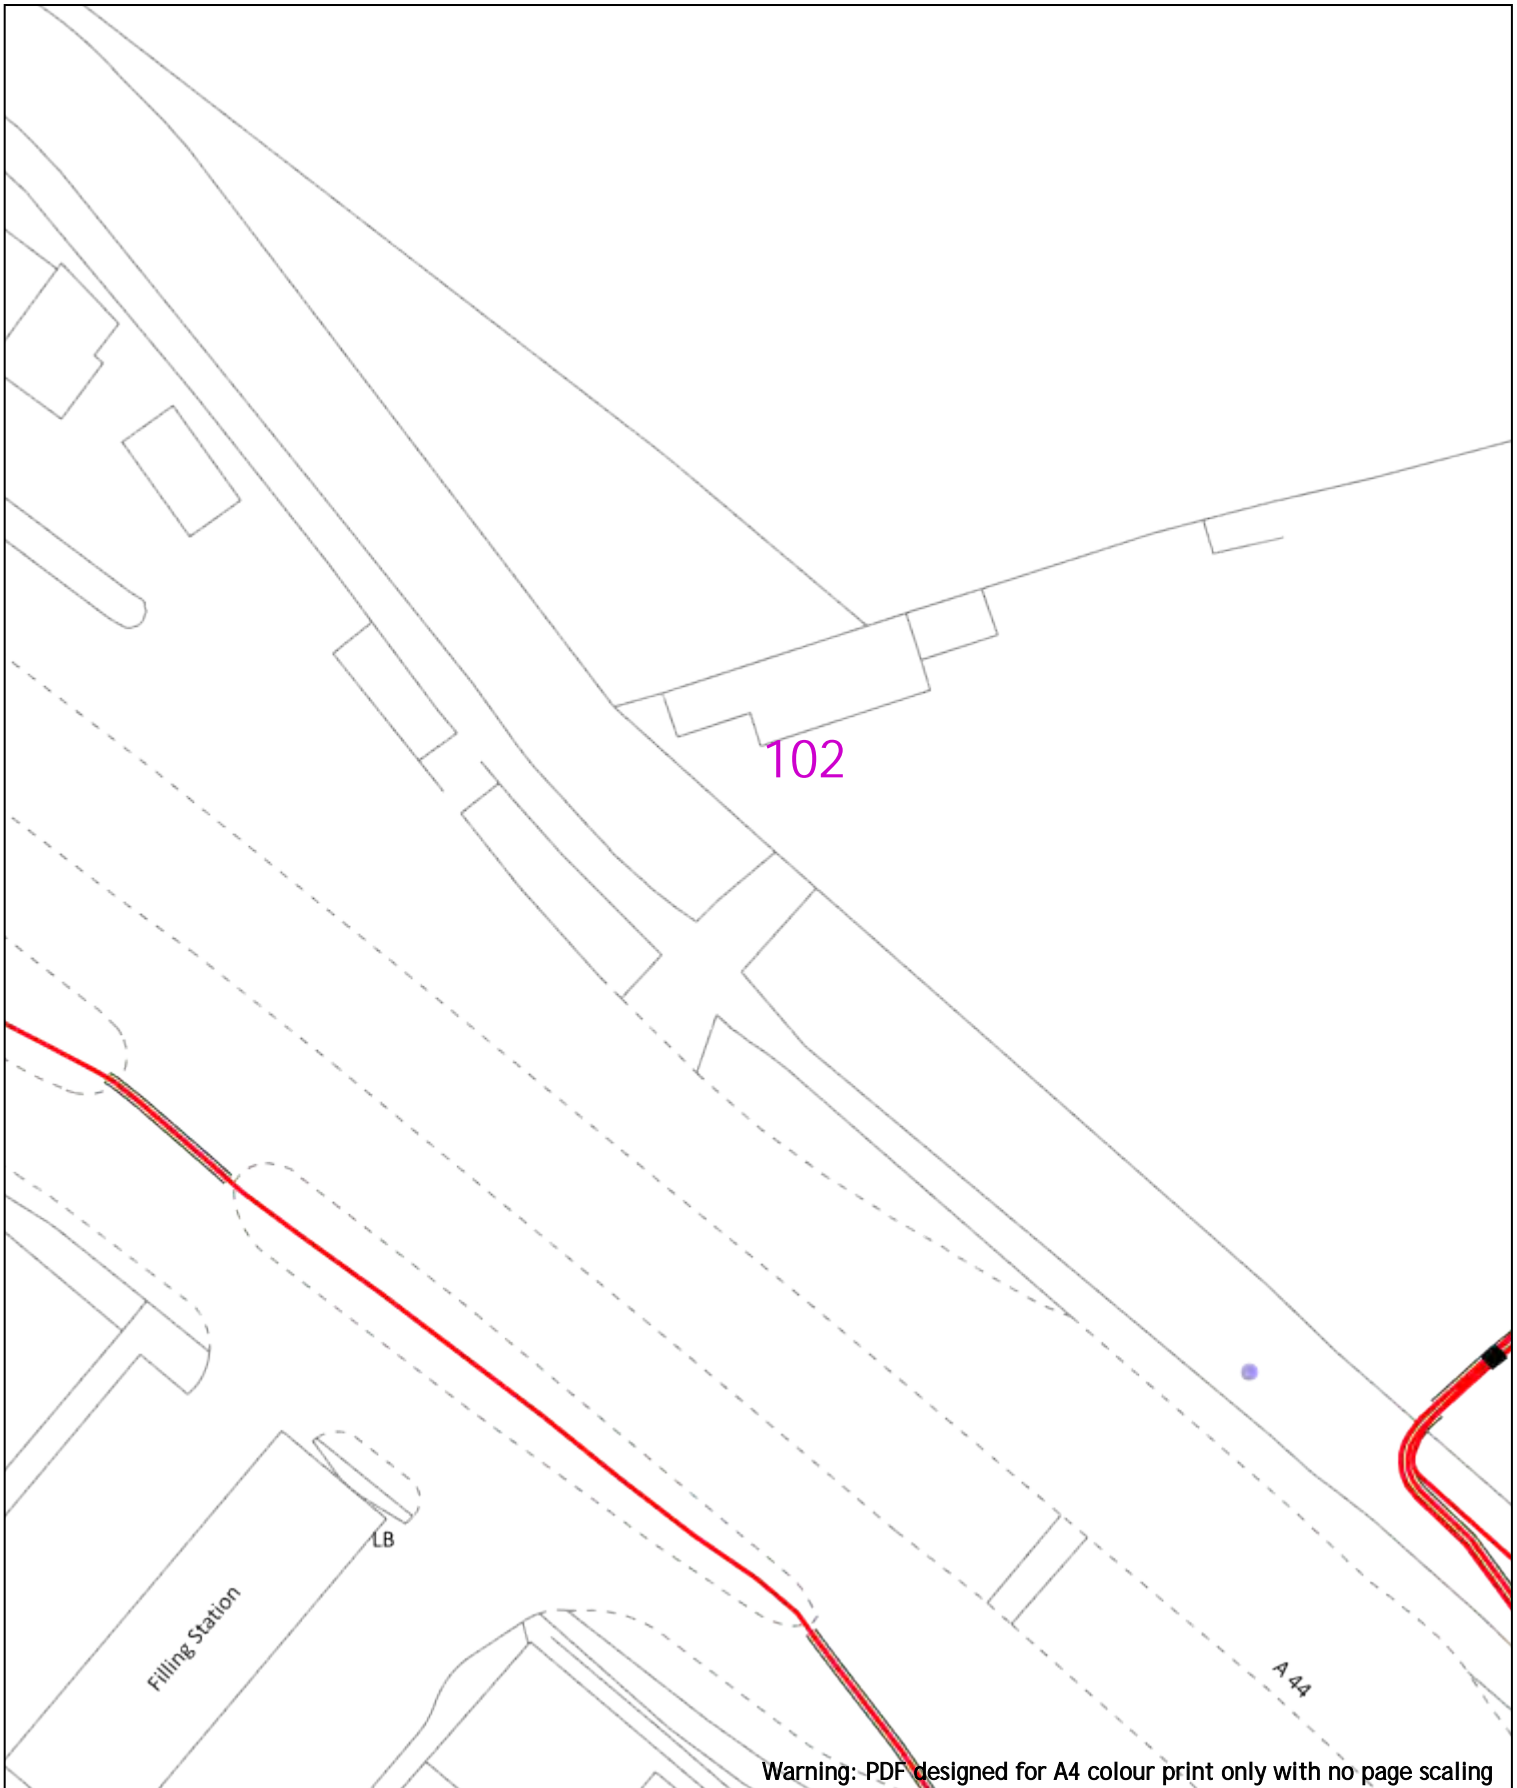 102
LB
Filling Station
A 44
Warning: PDF designed for A4 colour print only with no page scaling